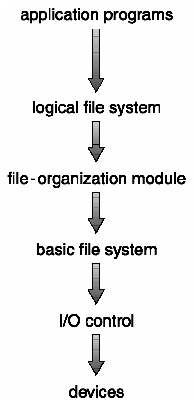 application programs
logical file system
file-organization module
basic file system
I/O control
devices